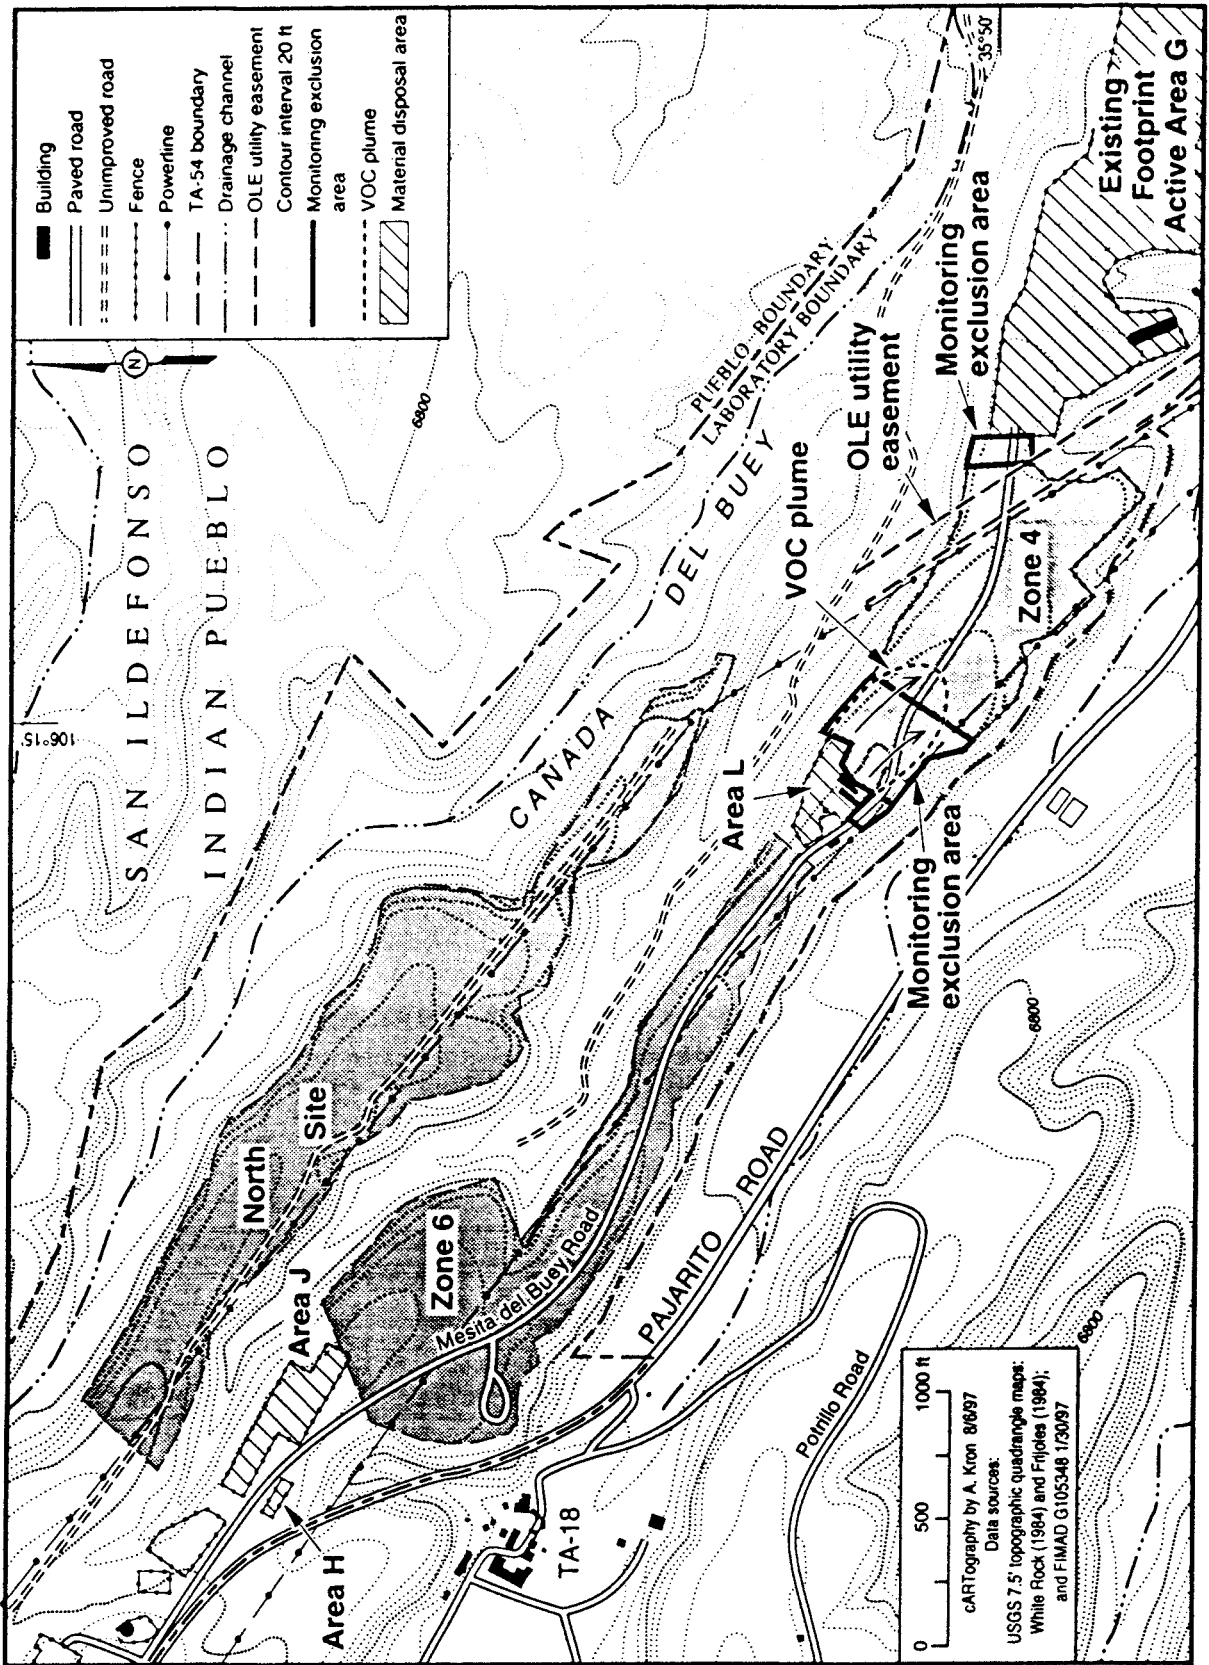 Building
Paved road
Unimproved road
Fence
Powerline
TA-54 boundary
Drainage channel
OLE utility easement
Contour interval 20 ft
Monitoring exclusion
area
VOC plume
Material disposal area
N
SAN ILDEFONSO
INDIAN PUEBLO
106°15'
35°50'
6800
PUEBLO BOUNDARY
LABORATORY BOUNDARY
CANADA DEL BUEY
Existing
Footprint
Active Area G
Monitoring
exclusion area
OLE utility
easement
VOC plume
Zone 4
Area L
Monitoring
exclusion area
North
Site
Zone 6
Area J
Area H
Mesita del Buey Road
PAJARITO ROAD
Potrillo Road
TA-18
6800
6800
0 500 1000 ft
cARTography by A. Kron 8/6/97
Data sources:
USGS 7.5' topographic quadrangle maps:
White Rock (1984) and Frijoles (1984);
and FIMAD G105348 1/30/97